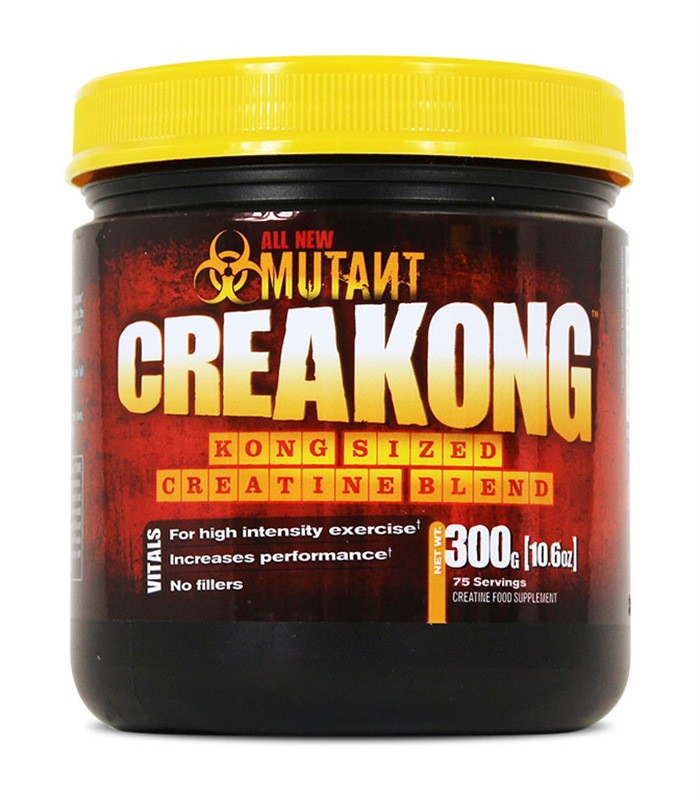 ALL NEW
MUTANT
CREAKONG™
KONG SIZED
CREATINE BLEND
VITALS
For high intensity exercise†
Increases performance†
No fillers
NET WT.
300G [10.6oz]
75 Servings
CREATINE FOOD SUPPLEMENT